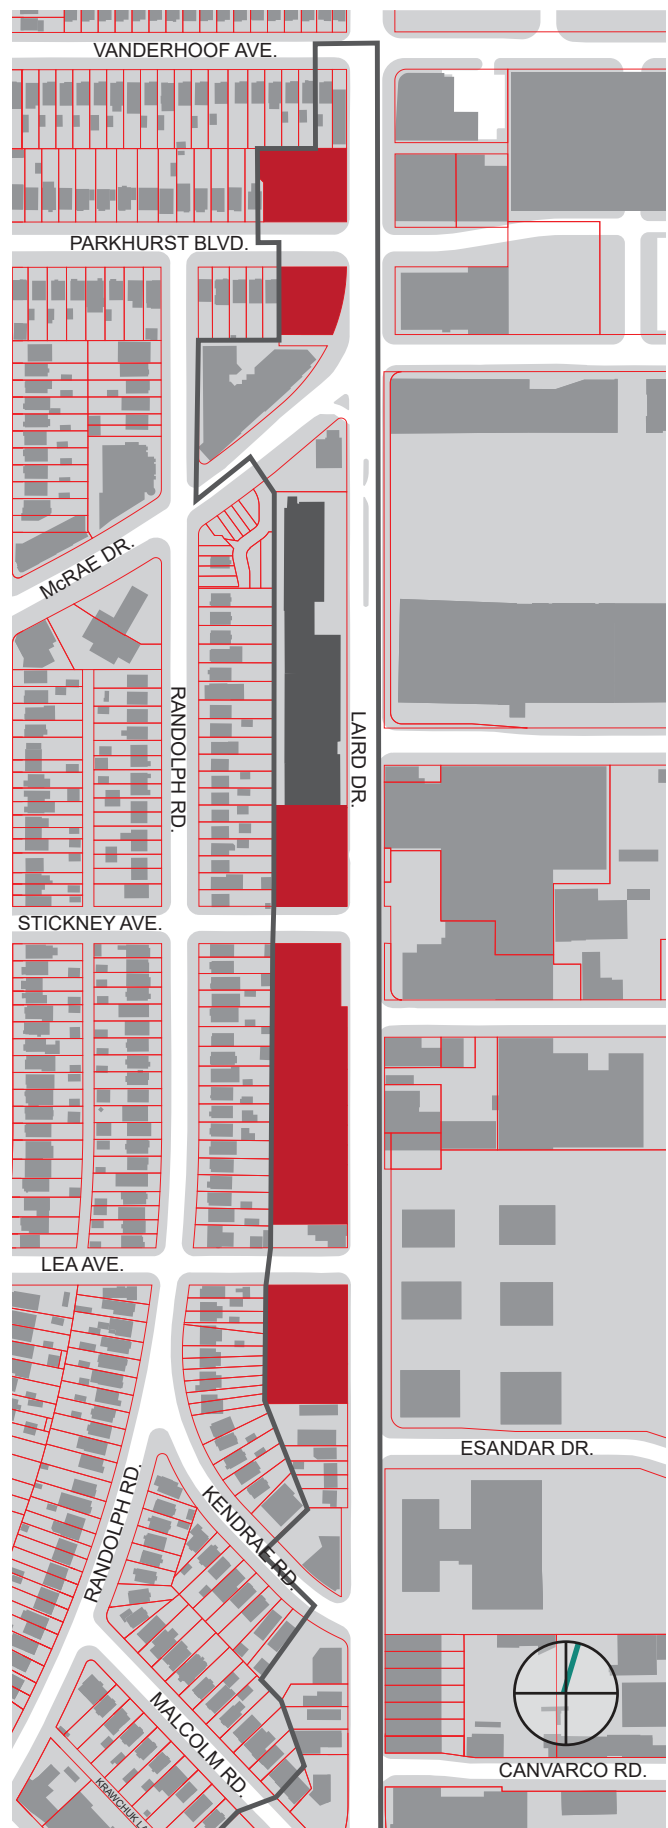 VANDERHOOF AVE.
PARKHURST BLVD.
McRAE DR.
RANDOLPH RD.
LAIRD DR.
STICKNEY AVE.
LEA AVE.
ESANDAR DR.
RANDOLPH RD.
KENDRAE RD.
MALCOLM RD.
CANVARCO RD.
KRAWCHUK